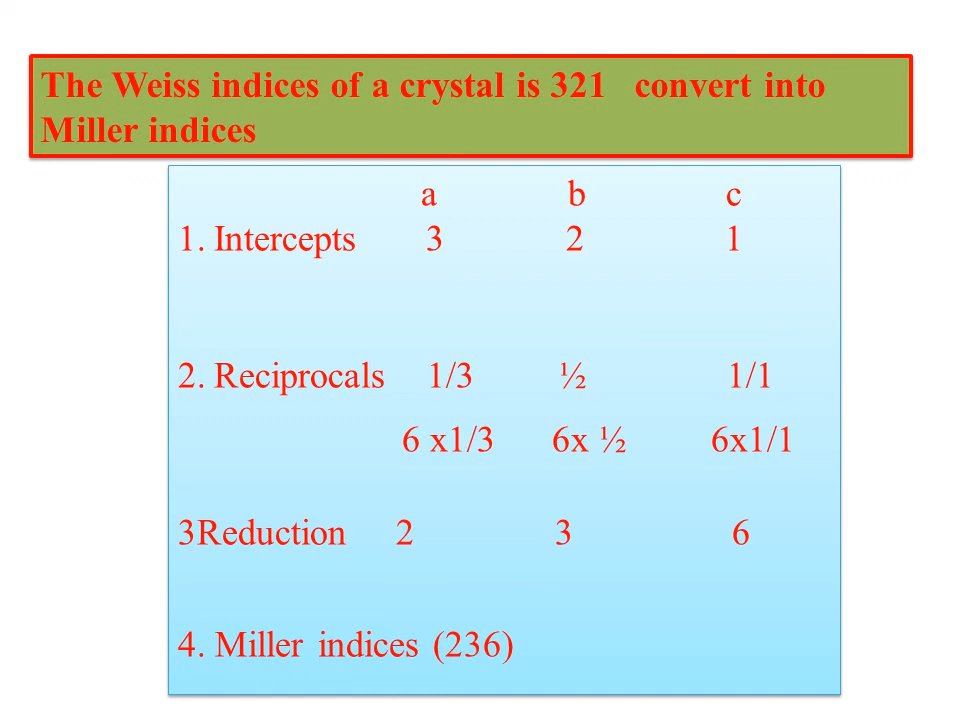 The Weiss indices of a crystal is 321 convert into
Miller indices
a b c
1. Intercepts 3 2 1
2. Reciprocals 1/3 ½ 1/1
6 x1/3 6x ½ 6x1/1
3Reduction 2 3 6
4. Miller indices (236)